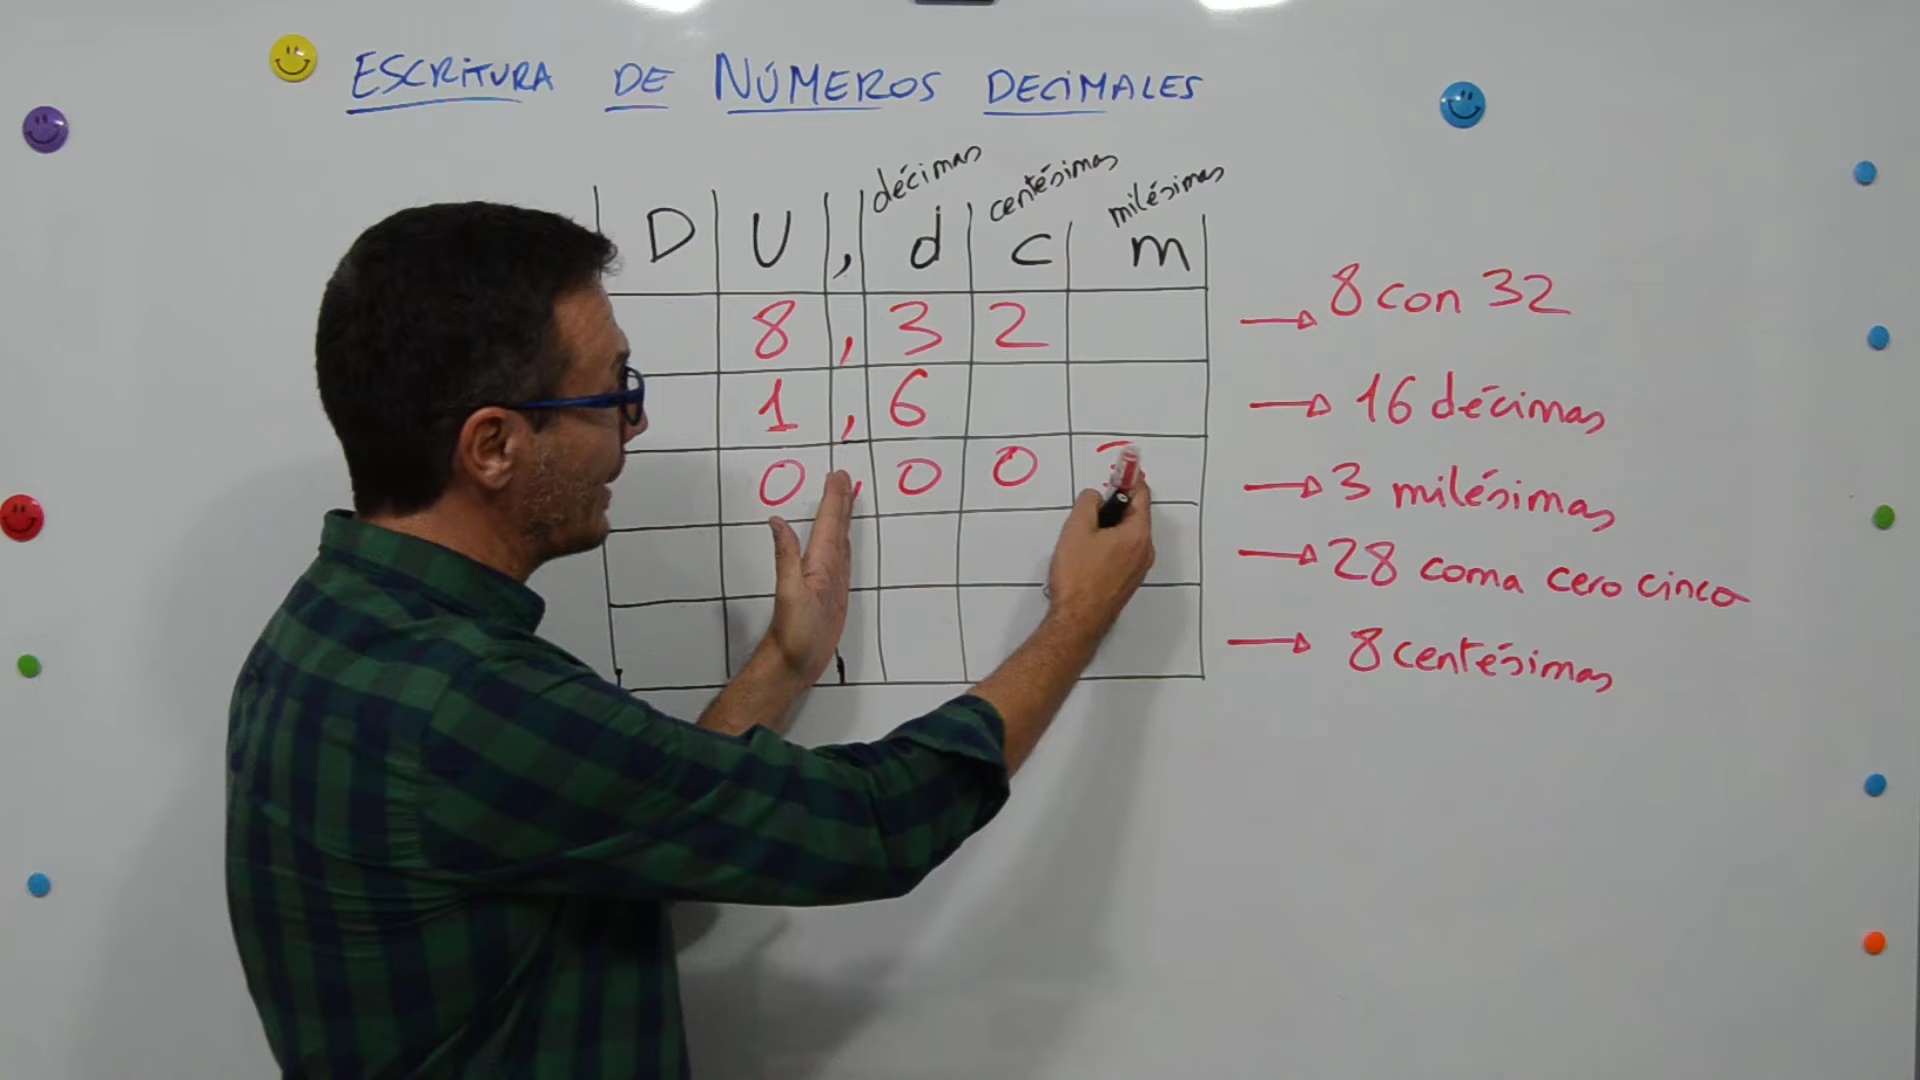 ESCRITURA DE NÚMEROS DECIMALES
décimas centésimas milésimas
D U , d c m
8 , 3 2 → 8 con 32
1 , 6 → 16 décimas
0 , 0 0 3 → 3 milésimas
→ 28 coma cero cinco
→ 8 centésimas